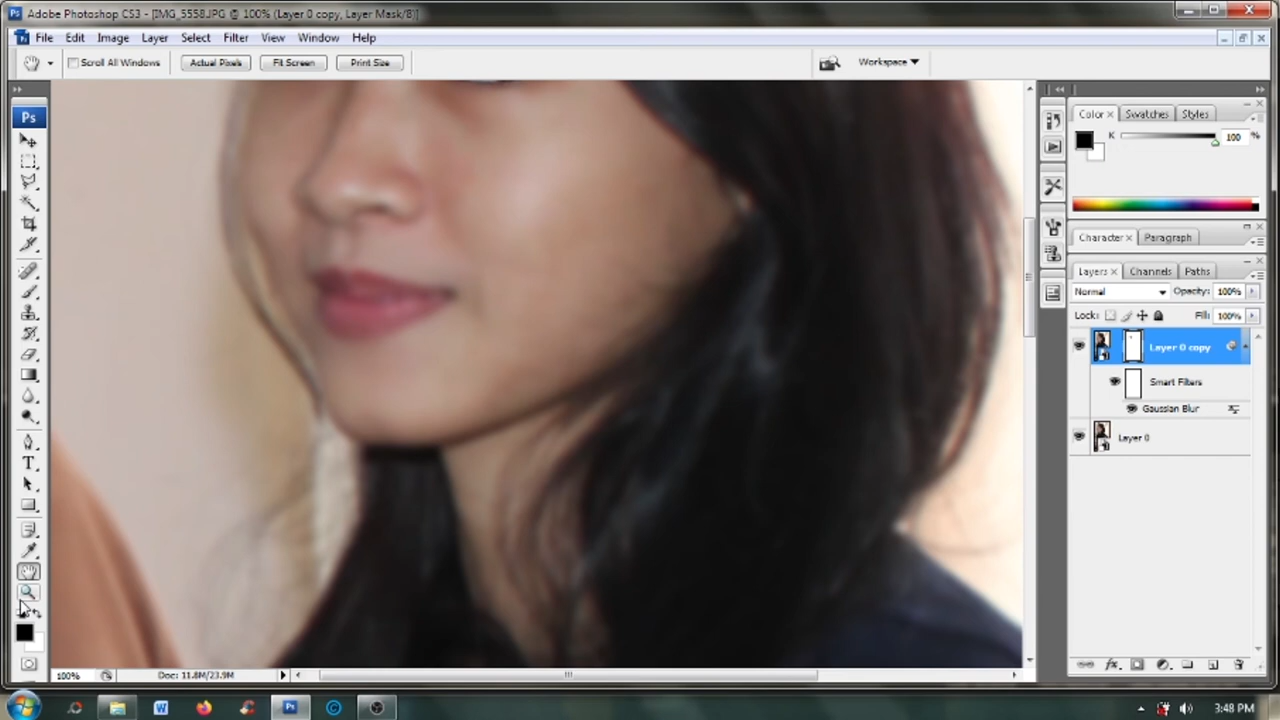 Ps Adobe Photoshop CS3 - [IMG_5558.JPG @ 100% (Layer 0 copy, Layer Mask/8)]
File Edit Image Layer Select Filter View Window Help
Scroll All Windows Actual Pixels Fit Screen Print Size Workspace
Ps
Color × Swatches Styles
K 100 %
Character × Paragraph
Layers × Channels Paths
Normal Opacity: 100%
Lock: Fill: 100%
Layer 0 copy
Smart Filters
Gaussian Blur
Layer 0
T
100% Doc: 11.8M/23.9M
W Ps 3:48 PM